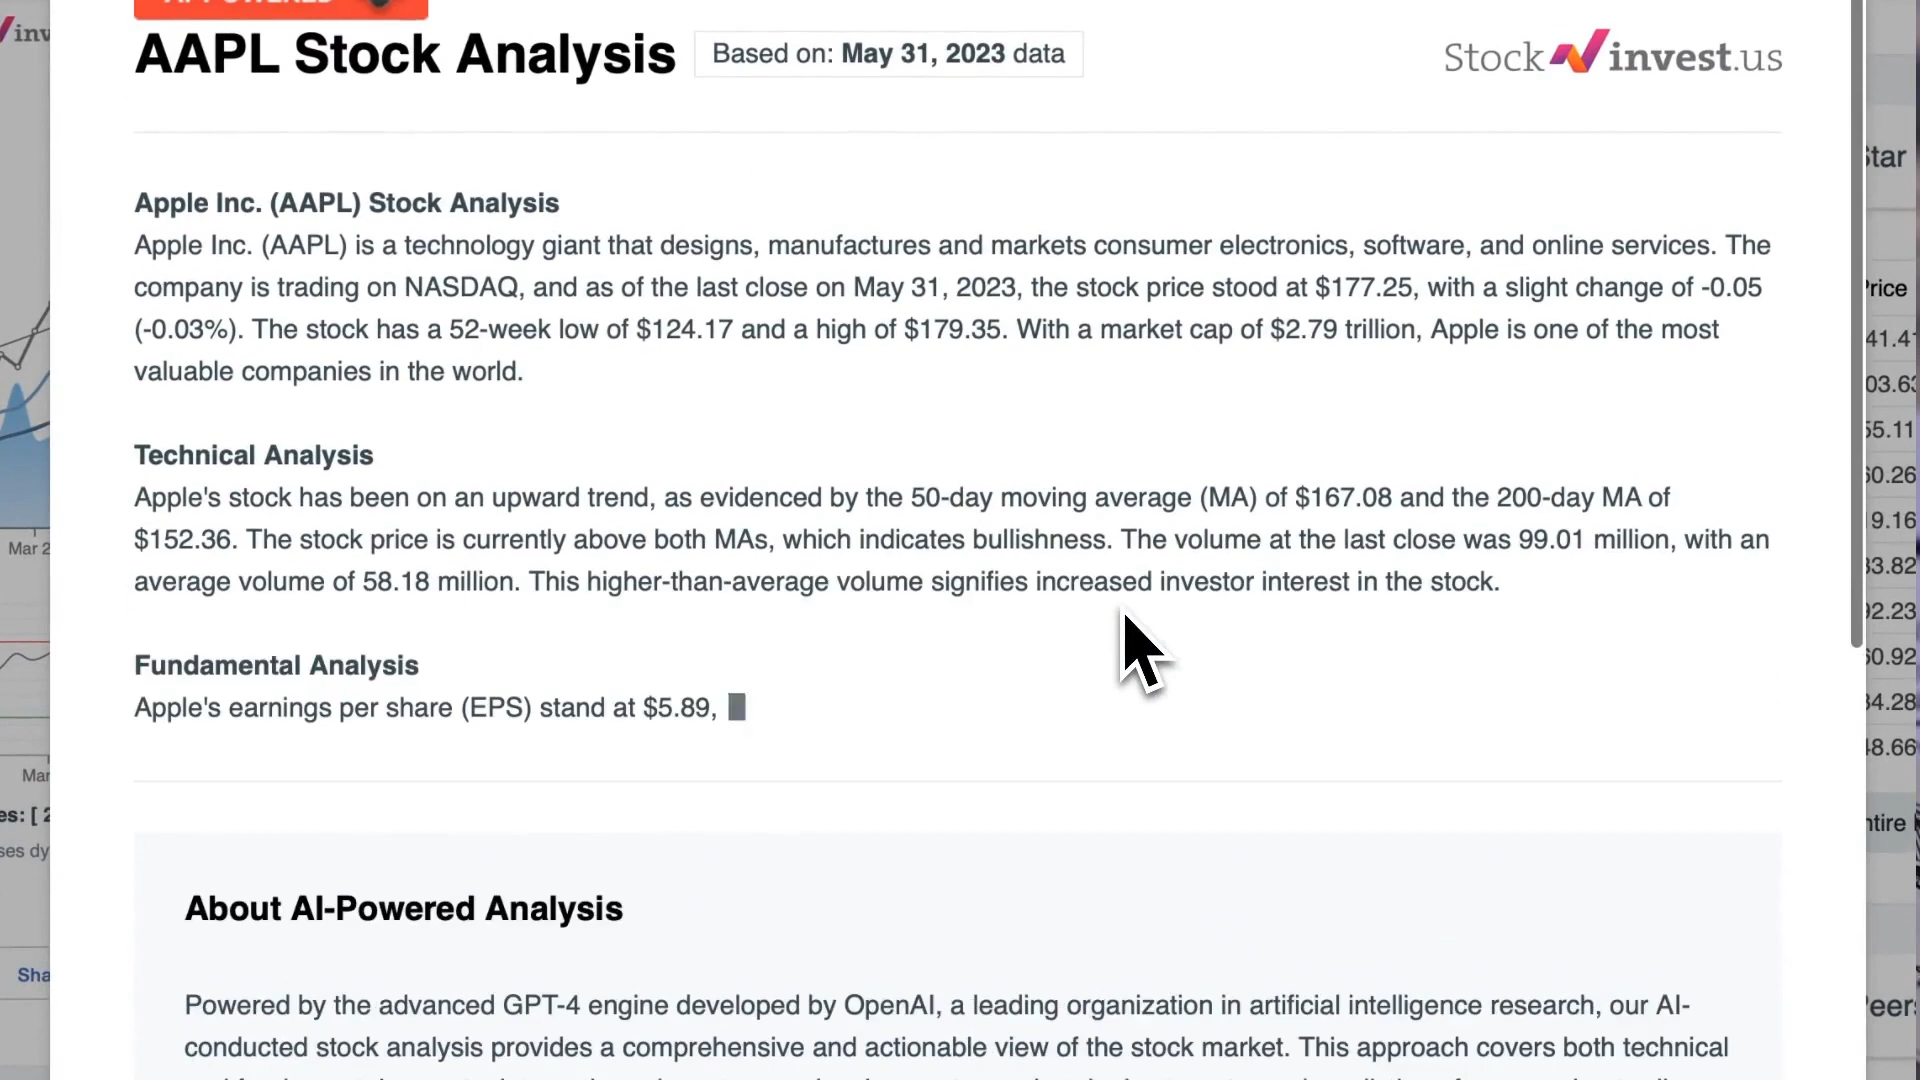 AAPL Stock Analysis
Based on: May 31, 2023 data
Stock invest.us
Apple Inc. (AAPL) Stock Analysis
Apple Inc. (AAPL) is a technology giant that designs, manufactures and markets consumer electronics, software, and online services. The
company is trading on NASDAQ, and as of the last close on May 31, 2023, the stock price stood at $177.25, with a slight change of -0.05
(-0.03%). The stock has a 52-week low of $124.17 and a high of $179.35. With a market cap of $2.79 trillion, Apple is one of the most
valuable companies in the world.
Technical Analysis
Apple's stock has been on an upward trend, as evidenced by the 50-day moving average (MA) of $167.08 and the 200-day MA of
$152.36. The stock price is currently above both MAs, which indicates bullishness. The volume at the last close was 99.01 million, with an
average volume of 58.18 million. This higher-than-average volume signifies increased investor interest in the stock.
Fundamental Analysis
Apple's earnings per share (EPS) stand at $5.89,
About AI-Powered Analysis
Powered by the advanced GPT-4 engine developed by OpenAI, a leading organization in artificial intelligence research, our AI-
conducted stock analysis provides a comprehensive and actionable view of the stock market. This approach covers both technical